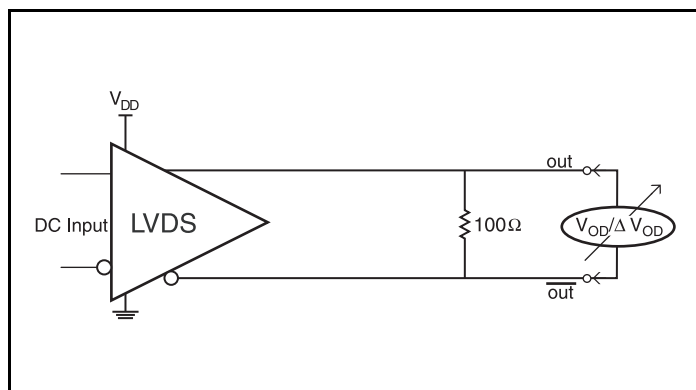 VDD
out
DC Input
LVDS
100Ω
VOD/Δ VOD
out